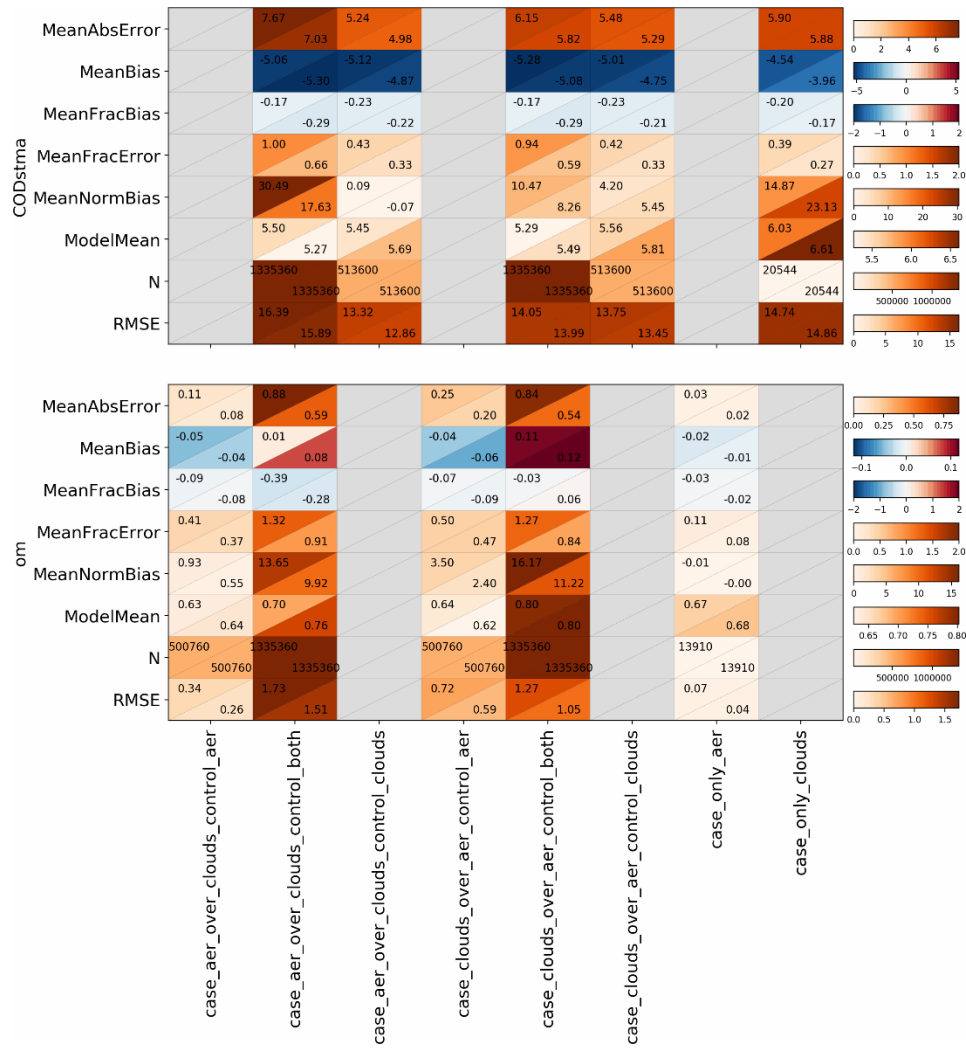 CODstma
MeanAbsError 7.67 7.03 5.24 4.98 6.15 5.82 5.48 5.29 5.90 5.88
0 2 4 6
MeanBias -5.06 -5.30 -5.12 -4.87 -5.28 -5.08 -5.01 -4.75 -4.54 -3.96
−5 0 5
MeanFracBias -0.17 -0.29 -0.23 -0.22 -0.17 -0.29 -0.23 -0.21 -0.20 -0.17
−2 −1 0 1 2
MeanFracError 1.00 0.66 0.43 0.33 0.94 0.59 0.42 0.33 0.39 0.27
0.0 0.5 1.0 1.5 2.0
MeanNormBias 30.49 17.63 0.09 -0.07 10.47 8.26 4.20 5.45 14.87 23.13
0 10 20 30
ModelMean 5.50 5.27 5.45 5.69 5.29 5.49 5.56 5.81 6.03 6.61
5.5 6.0 6.5
N 1335360 1335360 513600 513600 1335360 1335360 513600 513600 20544 20544
500000 1000000
RMSE 16.39 15.89 13.32 12.86 14.05 13.99 13.75 13.45 14.74 14.86
0 5 10 15
om
MeanAbsError 0.11 0.08 0.88 0.59 0.25 0.20 0.84 0.54 0.03 0.02
0.00 0.25 0.50 0.75
MeanBias -0.05 -0.04 0.01 0.08 -0.04 -0.06 0.11 0.12 -0.02 -0.01
−0.1 0.0 0.1
MeanFracBias -0.09 -0.08 -0.39 -0.28 -0.07 -0.09 -0.03 0.06 -0.03 -0.02
−2 −1 0 1 2
MeanFracError 0.41 0.37 1.32 0.91 0.50 0.47 1.27 0.84 0.11 0.08
0.0 0.5 1.0 1.5 2.0
MeanNormBias 0.93 0.55 13.65 9.92 3.50 2.40 16.17 11.22 -0.01 -0.00
0 5 10 15
ModelMean 0.63 0.64 0.70 0.76 0.64 0.62 0.80 0.80 0.67 0.68
0.65 0.70 0.75 0.80
N 500760 500760 1335360 1335360 500760 500760 1335360 1335360 13910 13910
500000 1000000
RMSE 0.34 0.26 1.73 1.51 0.72 0.59 1.27 1.05 0.07 0.04
0.0 0.5 1.0 1.5
case_aer_over_clouds_control_aer
case_aer_over_clouds_control_both
case_aer_over_clouds_control_clouds
case_clouds_over_aer_control_aer
case_clouds_over_aer_control_both
case_clouds_over_aer_control_clouds
case_only_aer
case_only_clouds